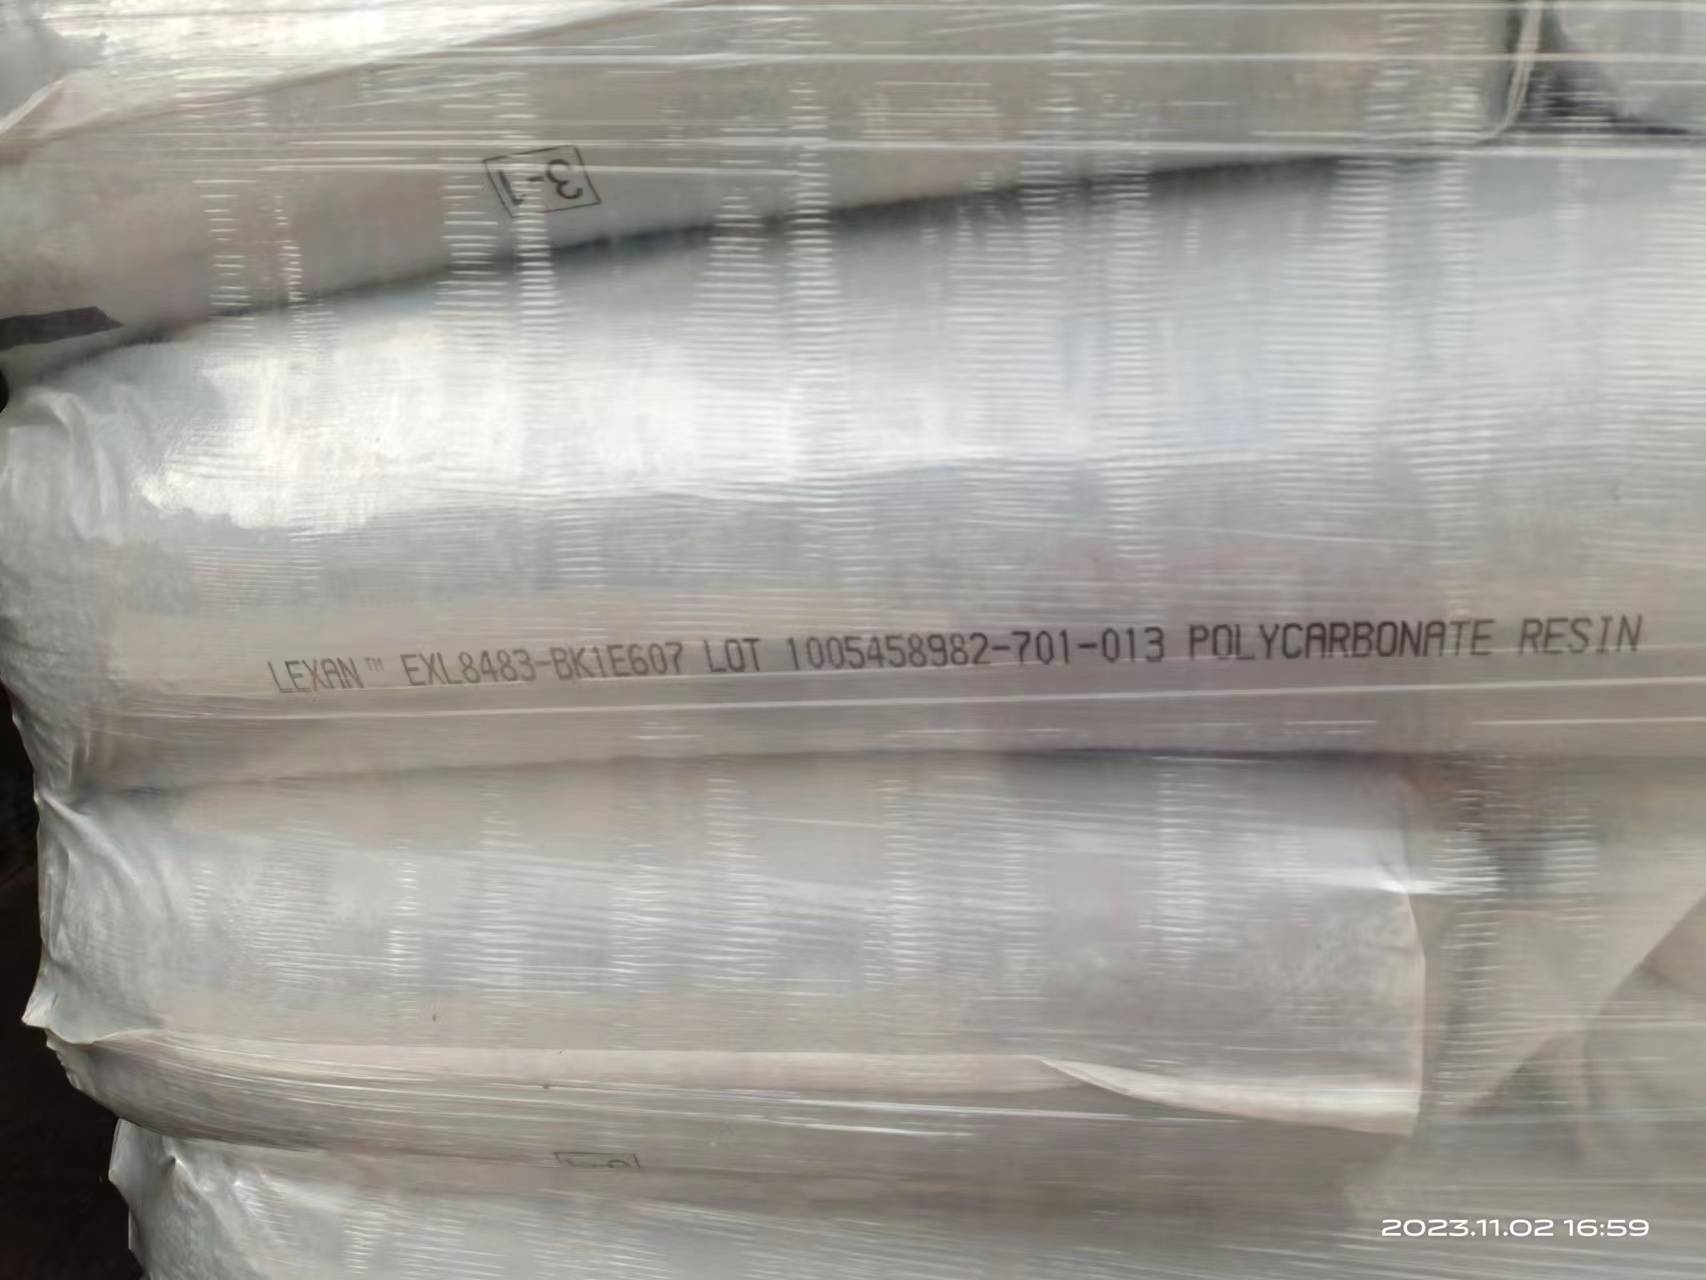 3-1
LEXAN™ EXL8483-BK1E607 LOT 1005458982-701-013 POLYCARBONATE RESIN
2023.11.02 16:59